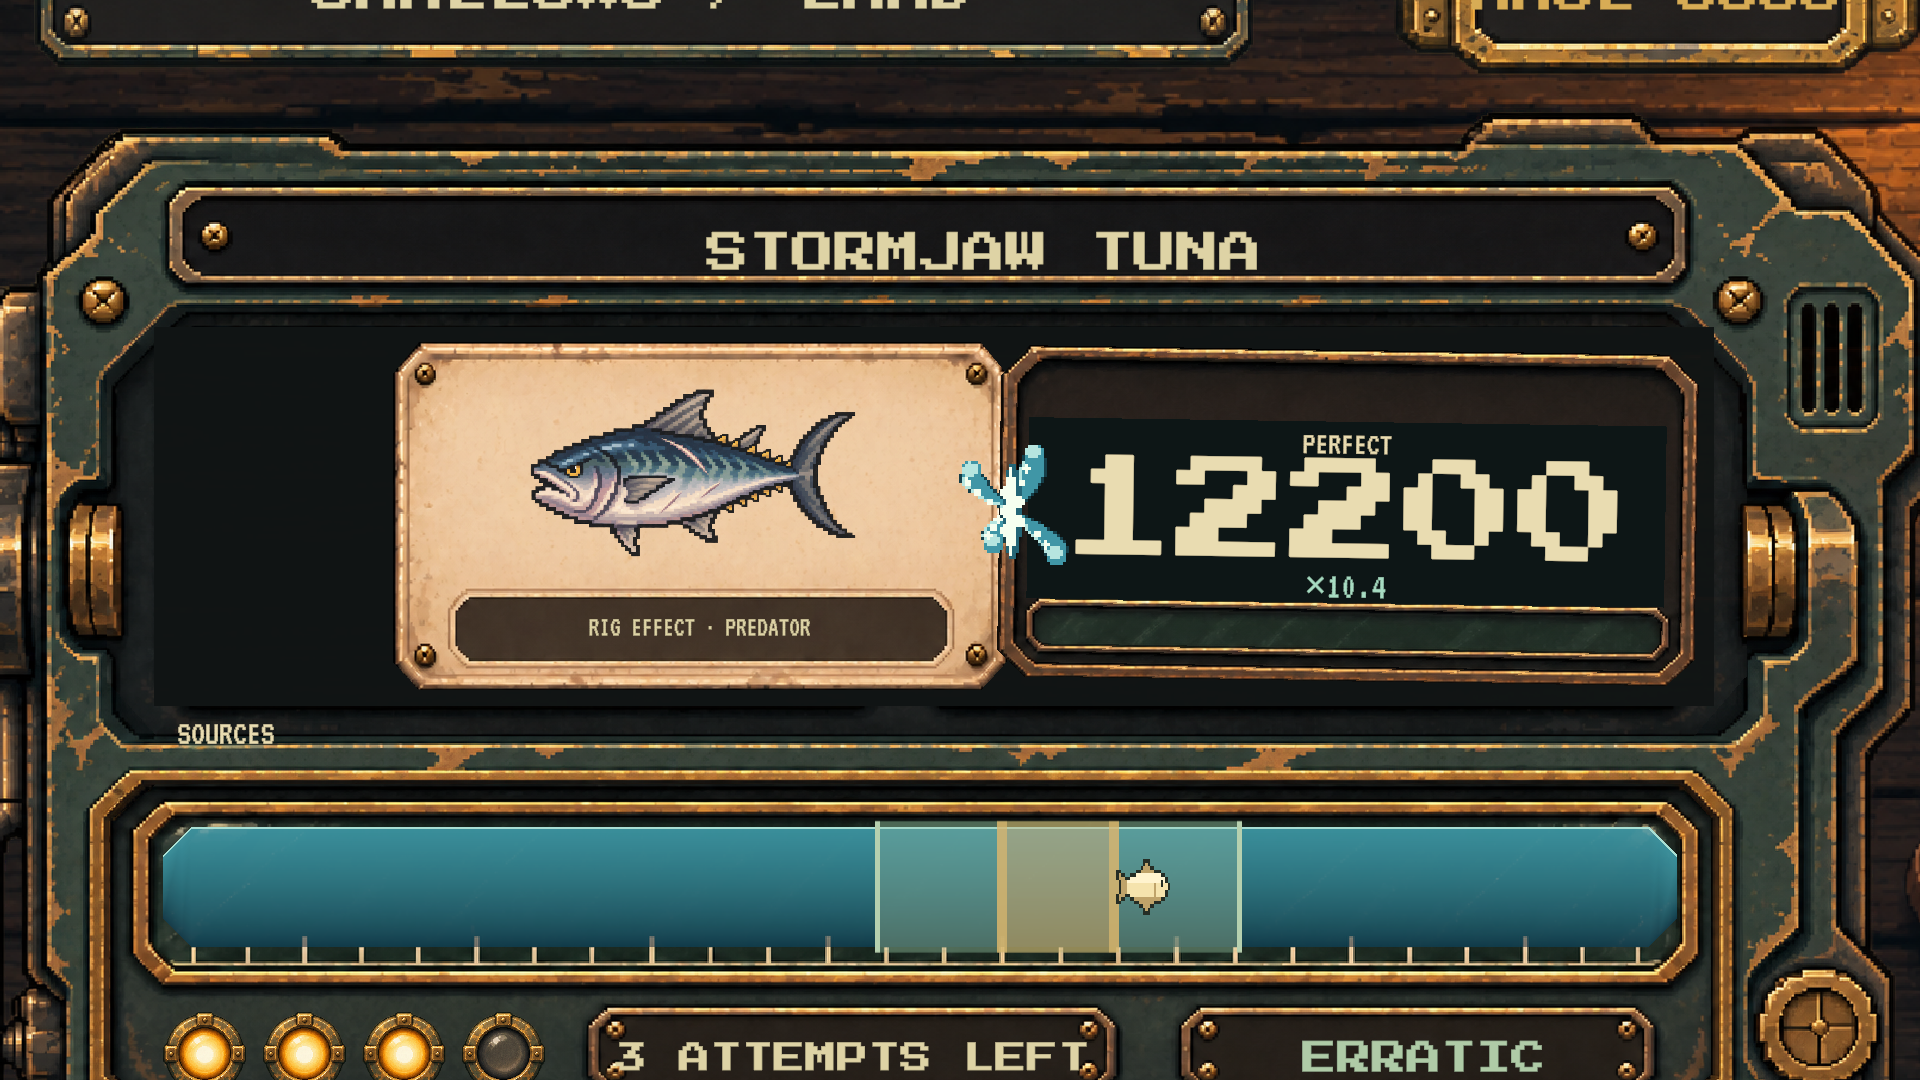 STORMJAW TUNA
PERFECT
12200
×10.4
RIG EFFECT · PREDATOR
SOURCES
3 ATTEMPTS LEFT
ERRATIC